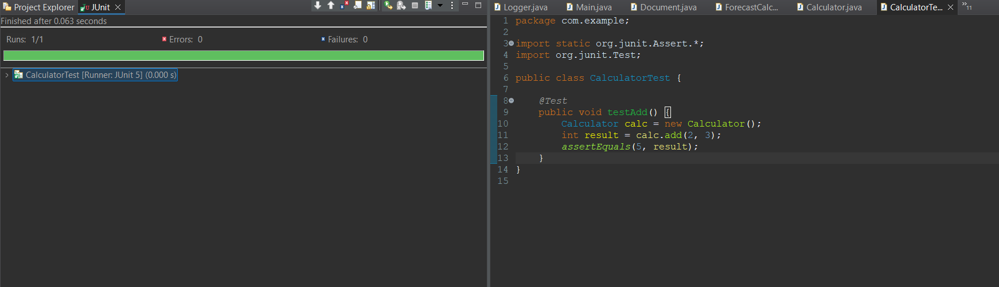 Project Explorer JUnit
Finished after 0.063 seconds
Runs: 1/1 Errors: 0 Failures: 0
CalculatorTest [Runner: JUnit 5] (0.000 s)
Logger.java Main.java Document.java ForecastCalc... Calculator.java CalculatorTe... »11
1 package com.example;
2
3 import static org.junit.Assert.*;
4 import org.junit.Test;
5
6 public class CalculatorTest {
7
8 @Test
9 public void testAdd() {
10 Calculator calc = new Calculator();
11 int result = calc.add(2, 3);
12 assertEquals(5, result);
13 }
14 }
15